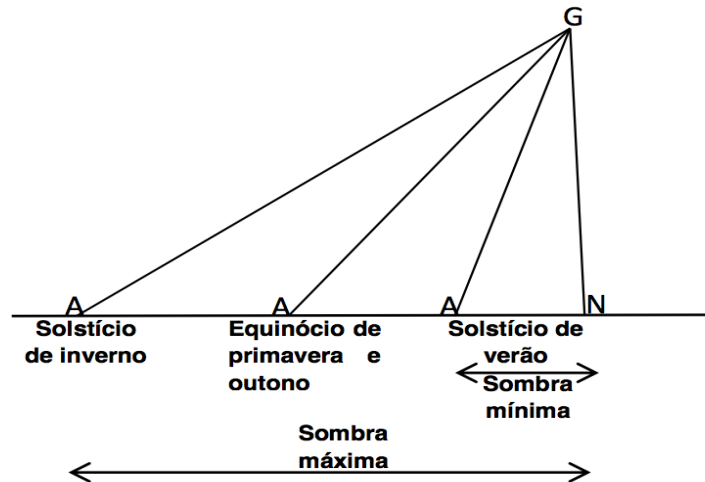 G
A
A
A
N
Solstício
de inverno
Equinócio de
primavera e
outono
Solstício de
verão
Sombra
mínima
Sombra
máxima